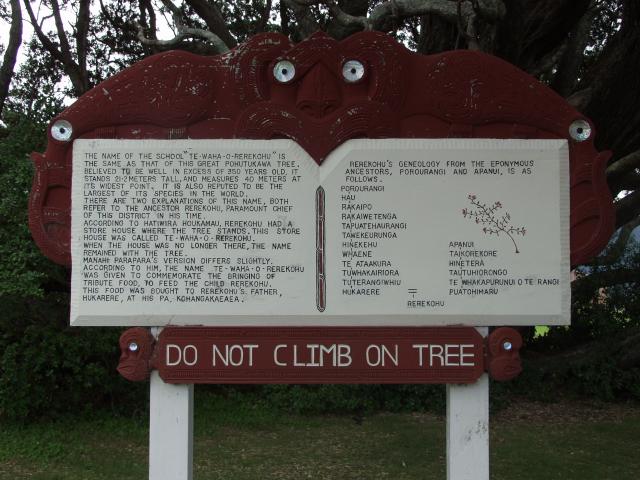 THE NAME OF THE SCHOOL "TE-WAHA-O-REREKOHU" IS
THE SAME AS THAT OF THIS GREAT POHUTUKAWA TREE.
BELIEVED TO BE WELL IN EXCESS OF 350 YEARS OLD, IT
STANDS 21·2 METERS TALL, AND MEASURES 40 METERS AT
ITS WIDEST POINT. IT IS ALSO REPUTED TO BE THE
LARGEST OF ITS SPECIES IN THE WORLD.
THERE ARE TWO EXPLANATIONS OF THIS NAME, BOTH
REFER TO THE ANCESTOR REREKOHU, PARAMOUNT CHIEF
OF THIS DISTRICT IN HIS TIME.
ACCORDING TO HATIWIRA HOUKAMAU, REREKOHU HAD A
STORE HOUSE WHERE THE TREE STANDS. THIS STORE
HOUSE WAS CALLED TE-WAHA-O-REREKOHU.
WHEN THE HOUSE WAS NO LONGER THERE, THE NAME
REMAINED WITH THE TREE.
MANAHI PARAPARA'S VERSION DIFFERS SLIGHTLY.
ACCORDING TO HIM, THE NAME TE-WAHA-O-REREKOHU
WAS GIVEN TO COMMEMORATE THE BRINGING OF
TRIBUTE FOOD, TO FEED THE CHILD REREKOHU.
THIS FOOD WAS BOUGHT TO REREKOHU'S FATHER,
HUKARERE, AT HIS PA, KOHANGAKAEAEA.
REREKOHU'S GENEOLOGY FROM THE EPONYMOUS
ANCESTORS, POROURANGI AND APANUI, IS AS
FOLLOWS.
POROURANGI
HAU
RAKAIPO
RAKAIWETENGA
TAPUATEHAURANGI
TAWEKEURUNGA
HINEKEHU
WHAENE
TE ATAAKURA
TUWHAKAIRIORA
TUTERANGIWHIU
HUKARERE
APANUI
TAIKOREKORE
HINETERA
TAUTUHIORONGO
TE WHAKAPURUNUI O TE RANGI
PUATOHIMARU
REREKOHU
DO NOT CLIMB ON TREE